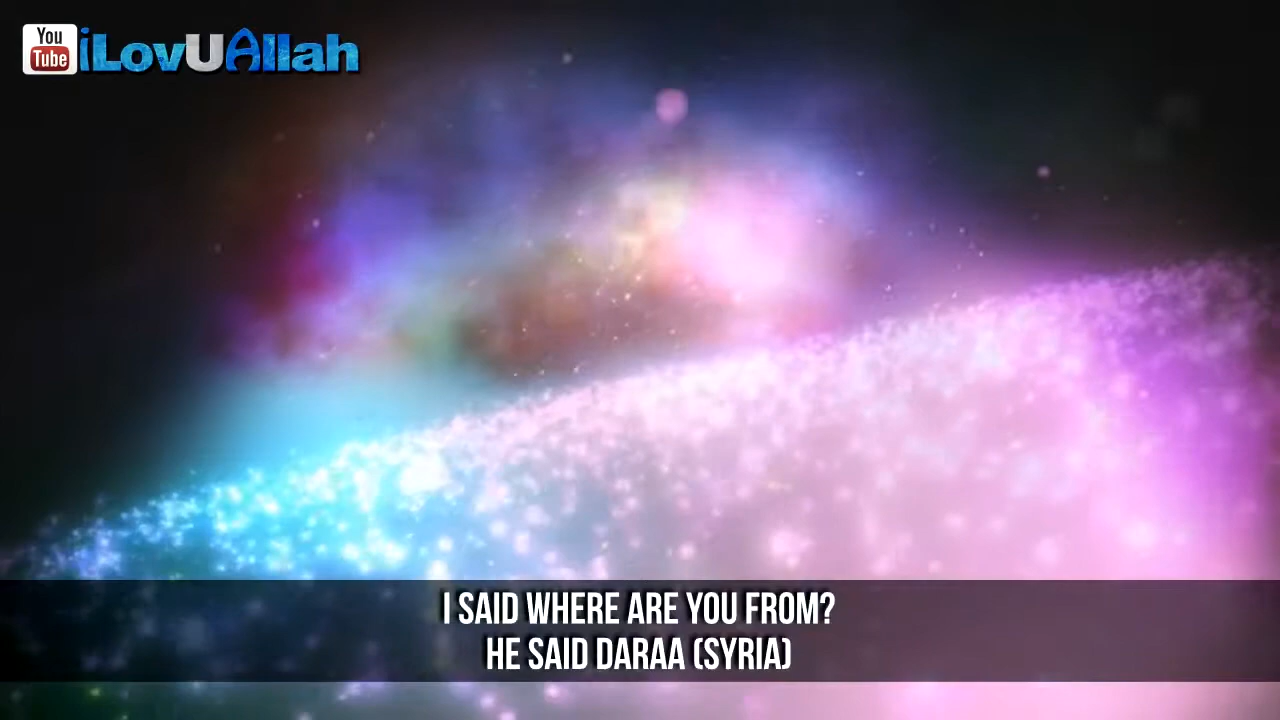 You
Tube
iLovUAllah
I SAID WHERE ARE YOU FROM?
HE SAID DARAA (SYRIA)